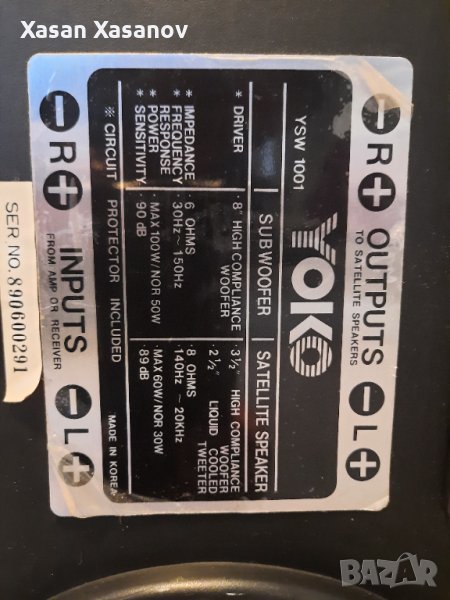 Xasan Xasanov
OUTPUTS
TO SATELLITE SPEAKERS
R L
YOKO
YSW 1001
SUBWOOFER SATELLITE SPEAKER
* DRIVER : 8" HIGH COMPLIANCE : 3½" HIGH COMPLIANCE
WOOFER WOOFER
2½" LIQUID COOLED
TWEETER
* IMPEDANCE : 6 OHMS : 8 OHMS
* FREQUENCY : 30Hz ~ 150Hz : 140Hz ~ 20KHz
RESPONSE
* POWER : MAX 100W/NOR 50W : MAX 60W/NOR 30W
* SENSITIVITY : 90 dB : 89 dB
* CIRCUIT PROTECTOR INCLUDED MADE IN KOREA
R L
INPUTS
FROM AMP OR RECEIVER
SER. NO. 890600291
BAZAR